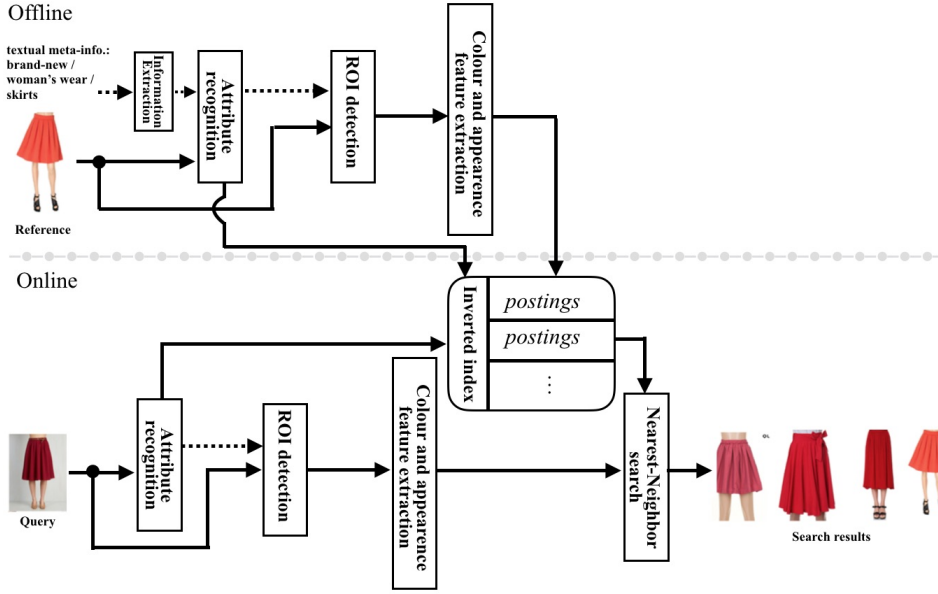 Offline
textual meta-info.:
brand-new /
woman's wear /
skirts
Information
Extraction
Attribute
recognition
ROI detection
Colour and appearence
feature extraction
Reference
Online
Inverted index
postings
postings
...
Attribute
recognition
ROI detection
Colour and appearence
feature extraction
Nearest-Neighbor
search
Query
Search results